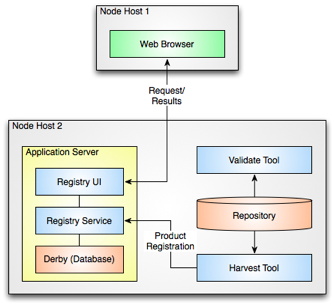 Node Host 1
Web Browser
Request/
Results
Node Host 2
Application Server
Registry UI
Validate Tool
Registry Service
Repository
Product
Registration
Derby (Database)
Harvest Tool